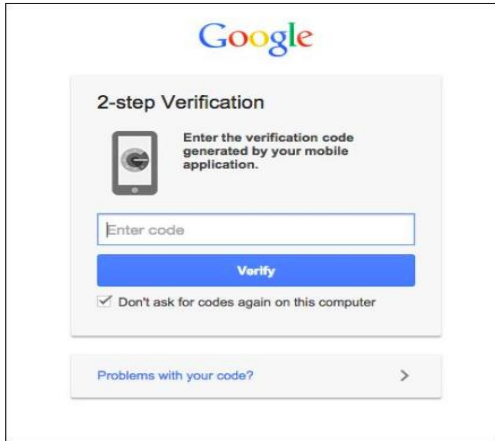 Google
2-step Verification
Enter the verification code
generated by your mobile
application.
Enter code
Verify
Don't ask for codes again on this computer
Problems with your code?